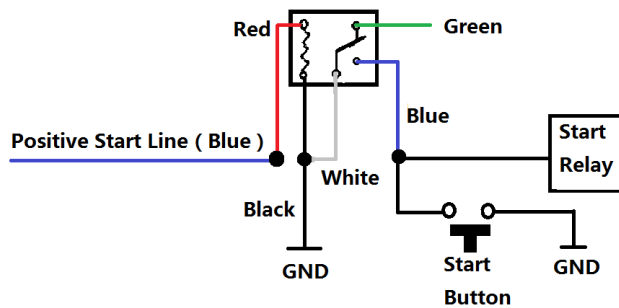 Red
Green
Positive Start Line ( Blue )
Blue
Start
Relay
White
Black
GND
Start
Button
GND